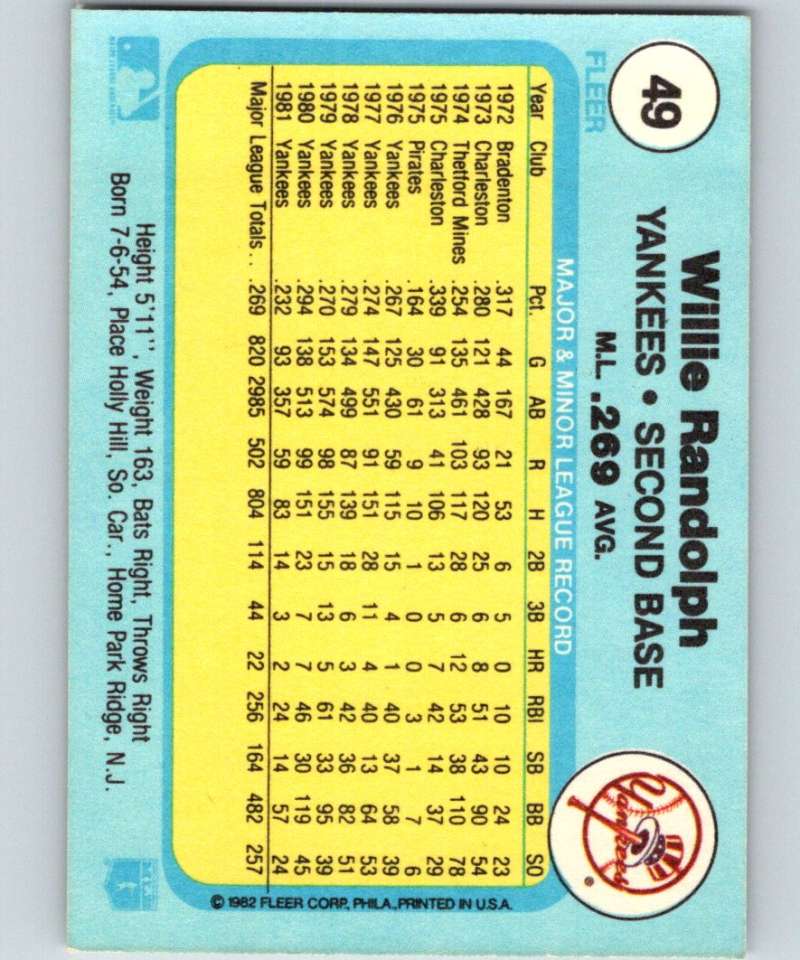 49
FLEER
Willie Randolph
YANKEES • SECOND BASE
M.L. .269 AVG.
Yankees
MAJOR & MINOR LEAGUE RECORD
Year Club Pct. G AB R H 2B 3B HR RBI SB BB SO
1972 Bradenton .317 44 167 21 53 6 5 0 10 10 24 23
1973 Charleston .280 121 428 93 120 25 6 8 51 43 90 54
1974 Thetford Mines .254 135 461 103 117 28 6 12 53 38 110 78
1975 Charleston .339 91 313 41 106 13 5 7 42 14 37 29
1975 Pirates .164 30 61 9 10 1 0 0 3 1 7 6
1976 Yankees .267 125 430 59 115 15 4 1 40 37 58 39
1977 Yankees .274 147 551 91 151 28 11 4 40 13 64 53
1978 Yankees .279 134 499 87 139 18 6 3 42 36 82 51
1979 Yankees .270 153 574 98 155 15 13 5 61 33 95 39
1980 Yankees .294 138 513 99 151 23 7 7 46 30 119 45
1981 Yankees .232 93 357 59 83 14 3 2 24 14 57 24
Major League Totals . . .269 820 2985 502 804 114 44 22 256 164 482 257
© 1982 FLEER CORP., PHILA., PRINTED IN U.S.A.
Height 5'11", Weight 163, Bats Right, Throws Right
Born 7-6-54, Place Holly Hill, So. Car., Home Park Ridge, N.J.